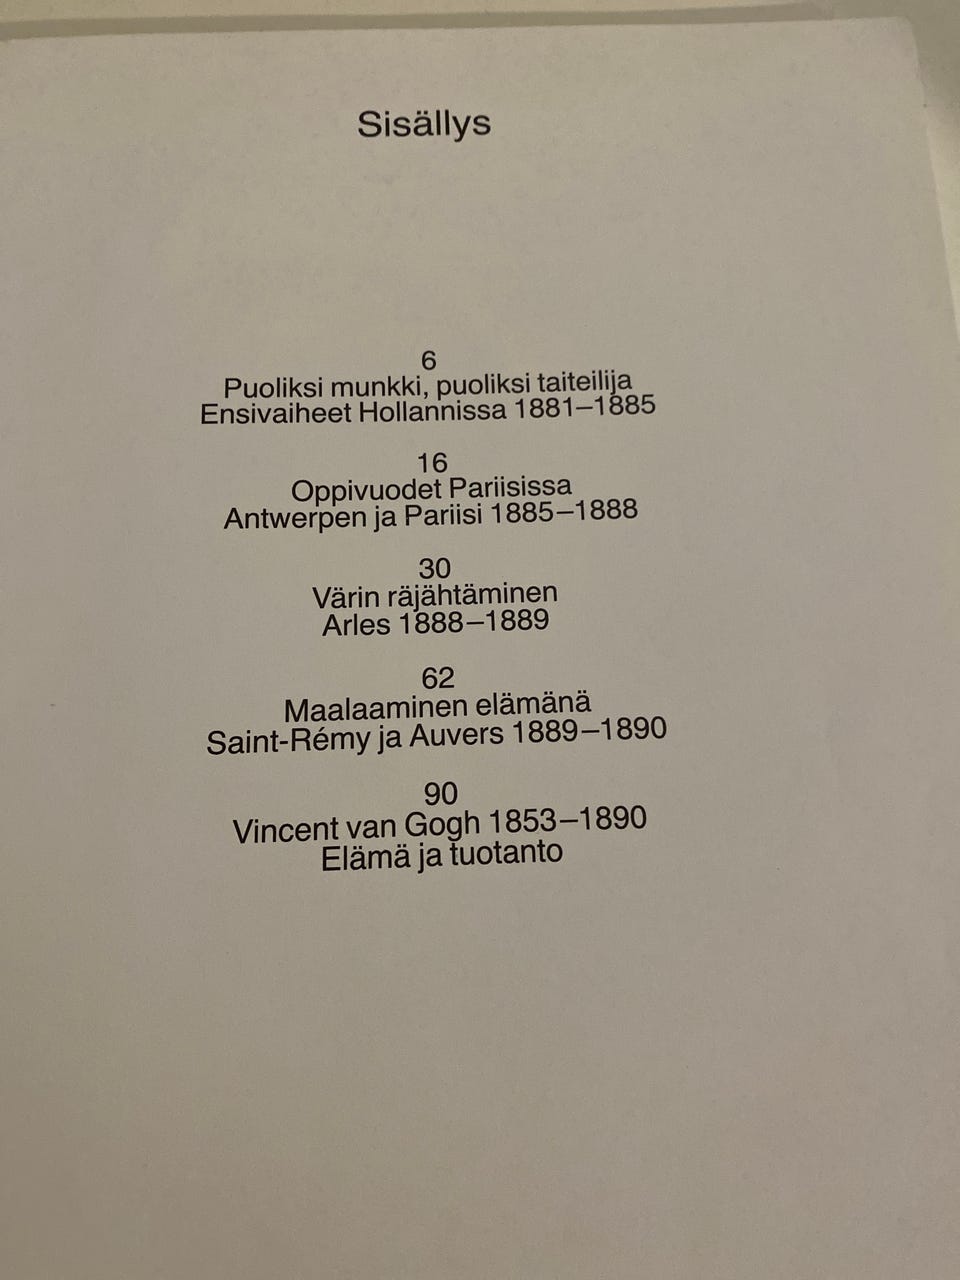 Sisällys
6
Puoliksi munkki, puoliksi taiteilija
Ensivaiheet Hollannissa 1881–1885
16
Oppivuodet Pariisissa
Antwerpen ja Pariisi 1885–1888
30
Värin räjähtäminen
Arles 1888–1889
62
Maalaaminen elämänä
Saint-Rémy ja Auvers 1889–1890
90
Vincent van Gogh 1853–1890
Elämä ja tuotanto